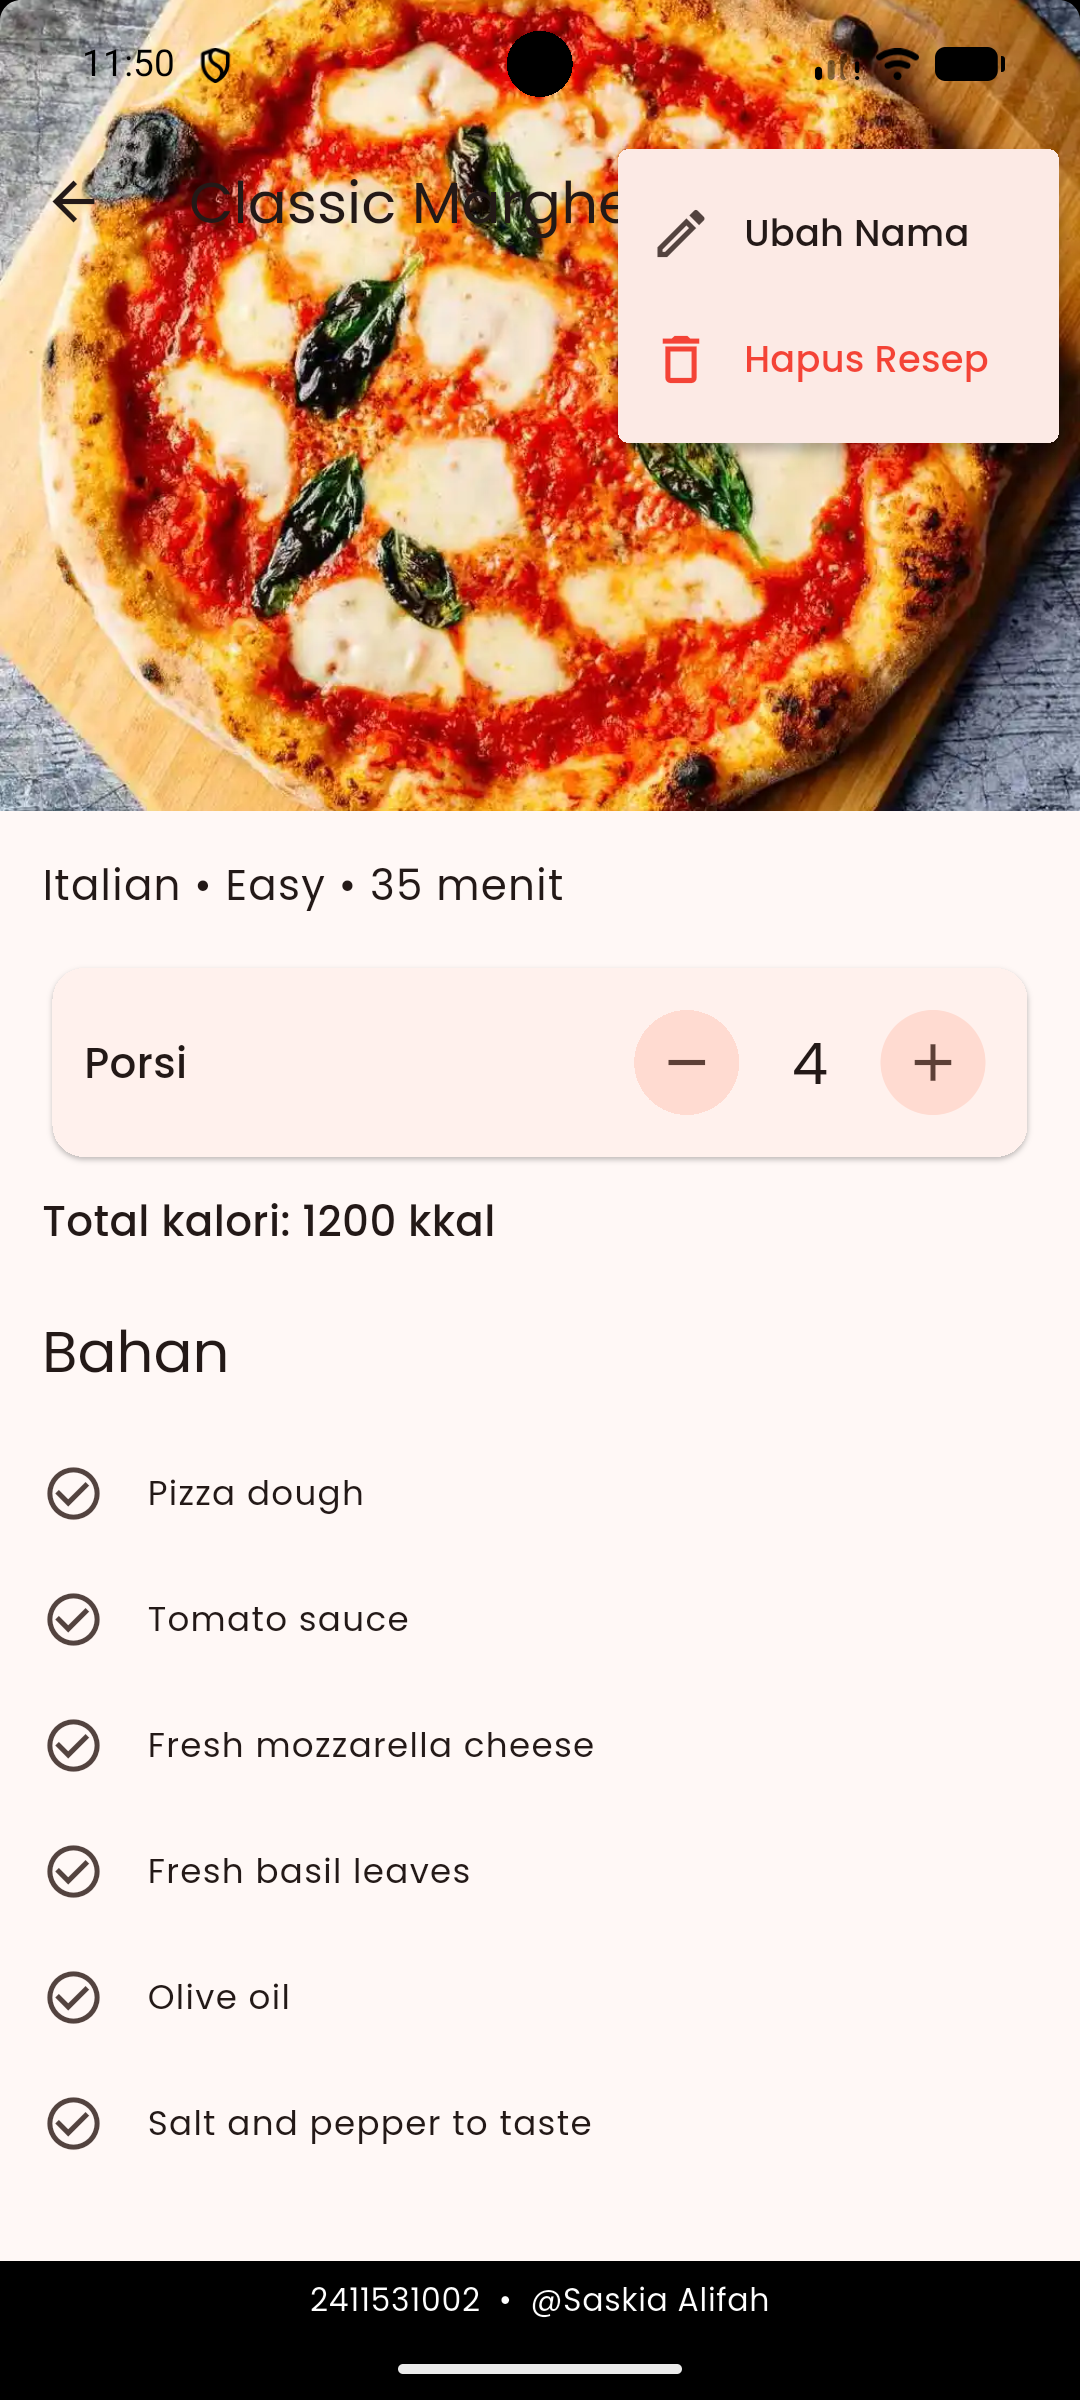 11:50
Classic Marghe
Ubah Nama
Hapus Resep
Italian • Easy • 35 menit
Porsi
4
Total kalori: 1200 kkal
Bahan
Pizza dough
Tomato sauce
Fresh mozzarella cheese
Fresh basil leaves
Olive oil
Salt and pepper to taste
2411531002 • @Saskia Alifah